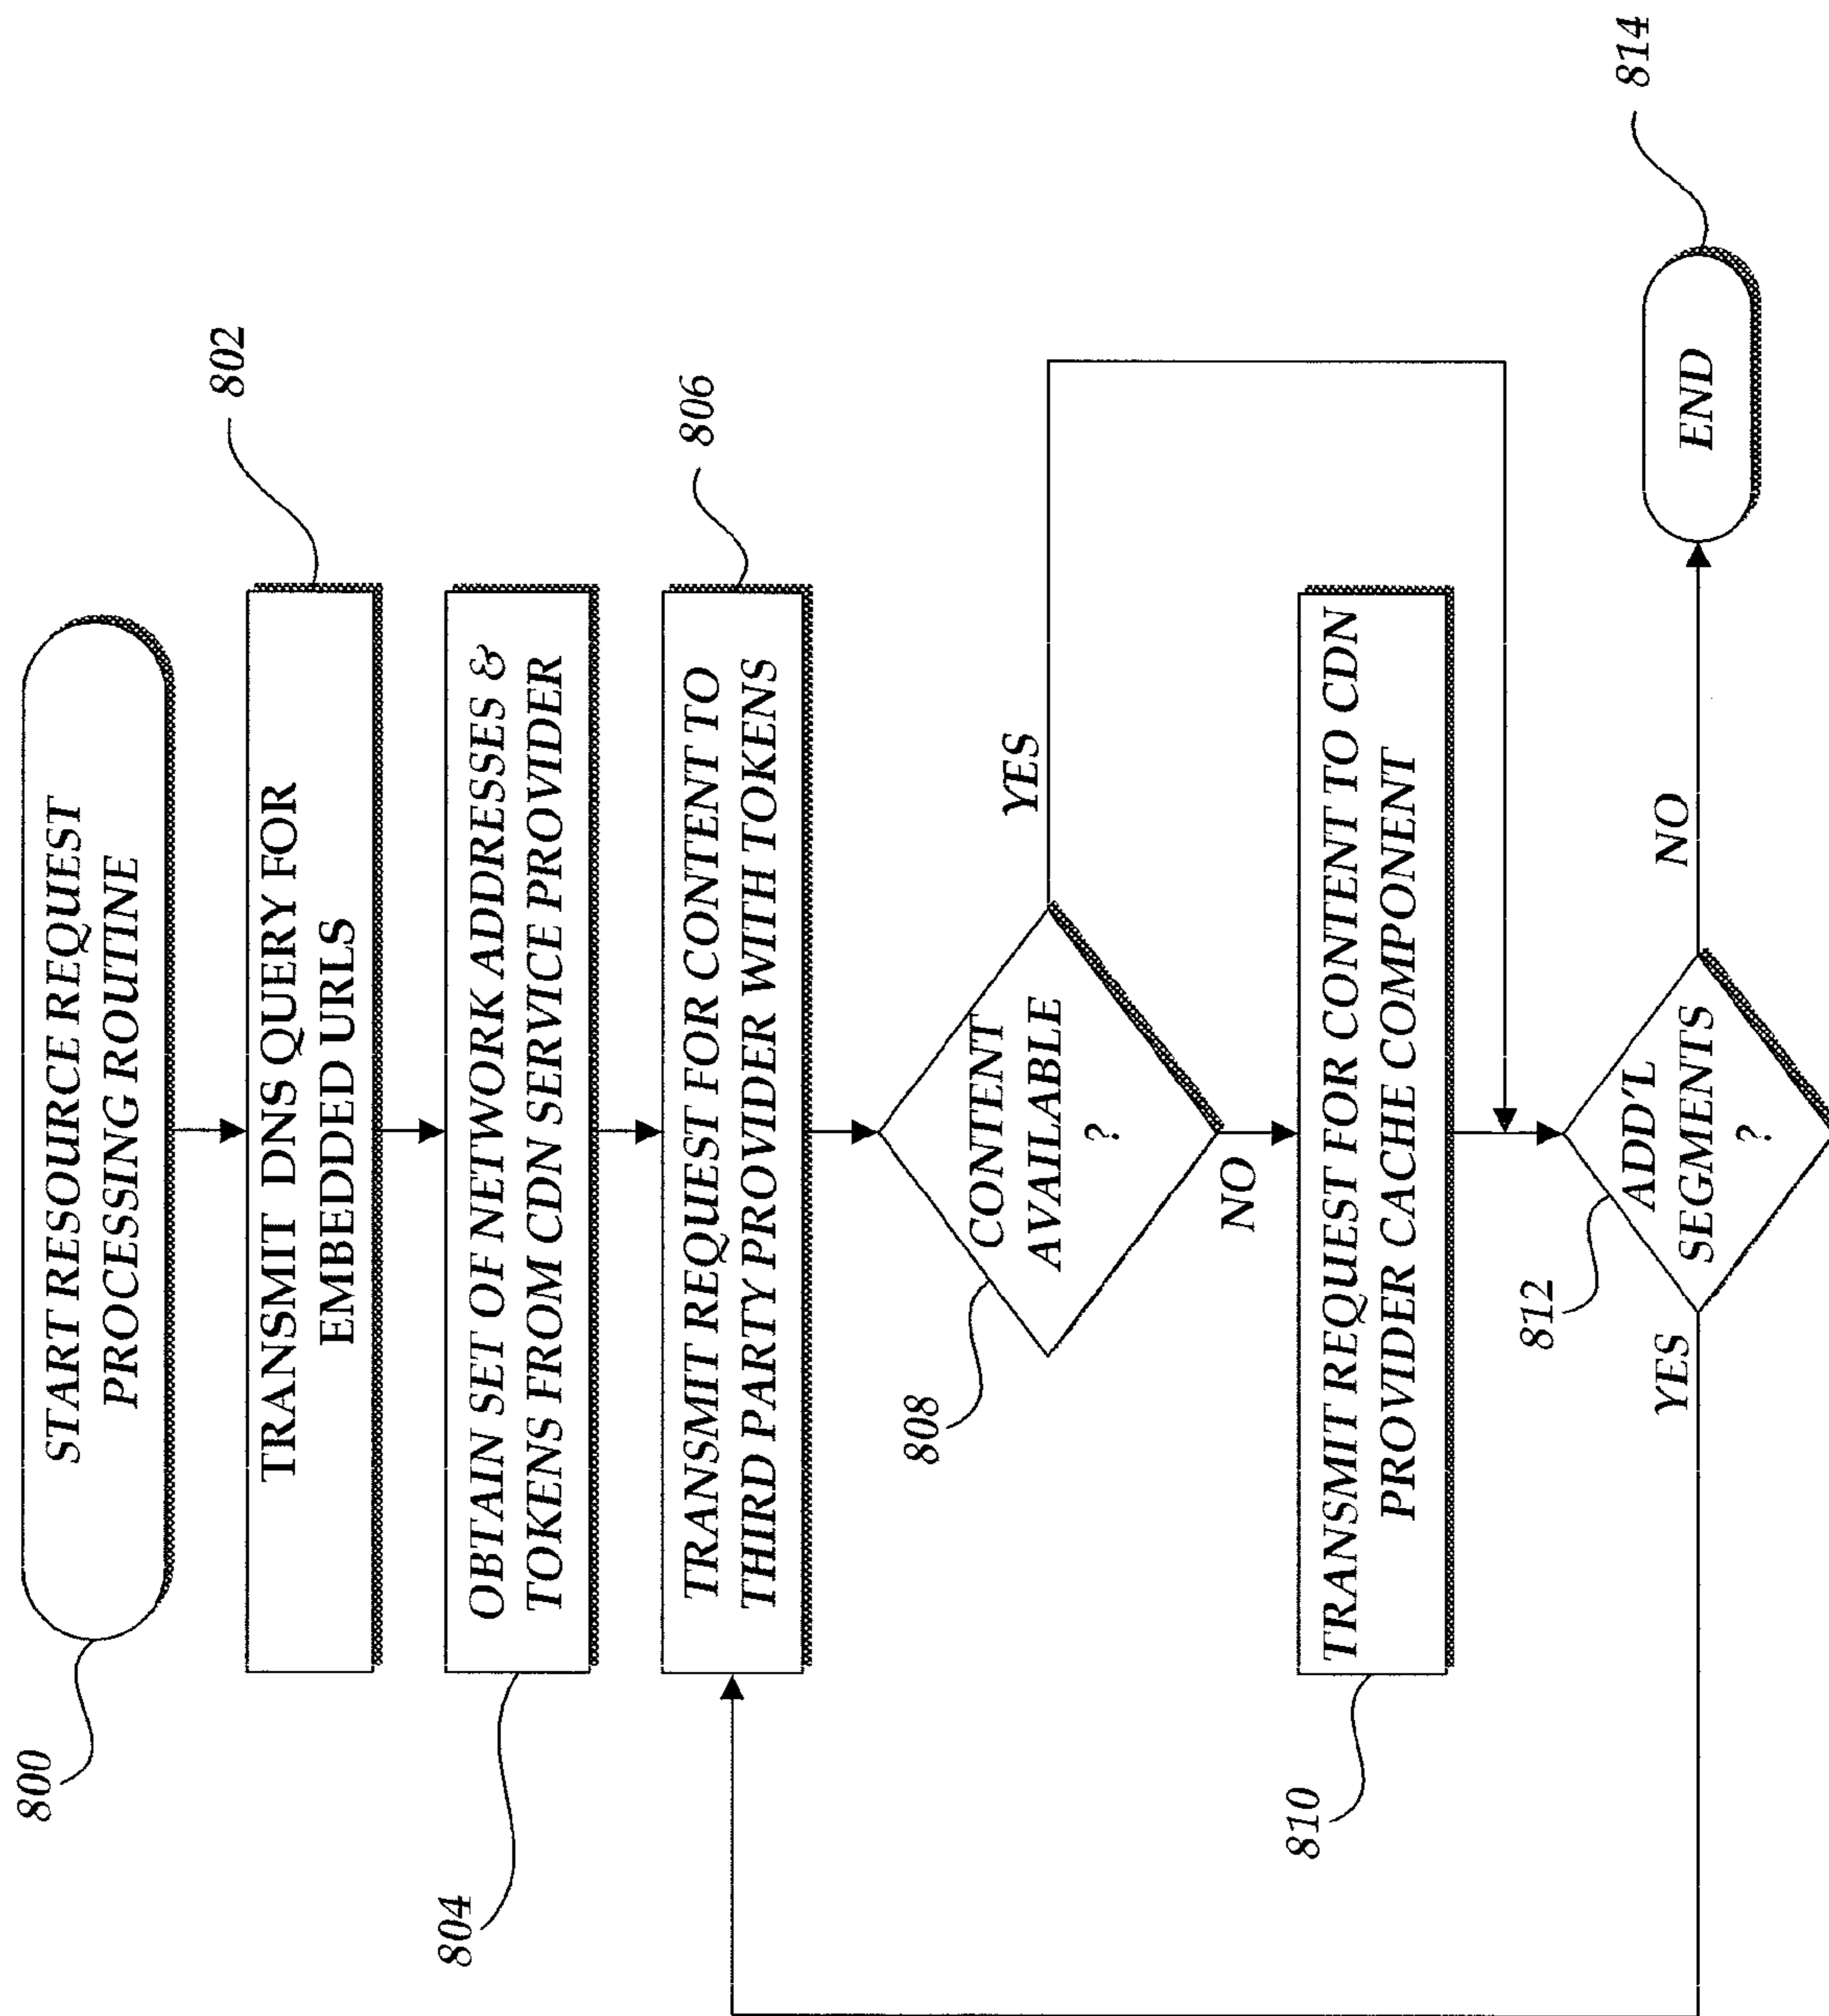 800
START RESOURCE REQUEST
PROCESSING ROUTINE
802
TRANSMIT DNS QUERY FOR
EMBEDDED URLS
804
OBTAIN SET OF NETWORK ADDRESSES &
TOKENS FROM CDN SERVICE PROVIDER
806
TRANSMIT REQUEST FOR CONTENT TO
THIRD PARTY PROVIDER WITH TOKENS
808
CONTENT
AVAILABLE
?
YES
NO
810
TRANSMIT REQUEST FOR CONTENT TO CDN
PROVIDER CACHE COMPONENT
812
ADD'L
SEGMENTS
?
YES
NO
END
814